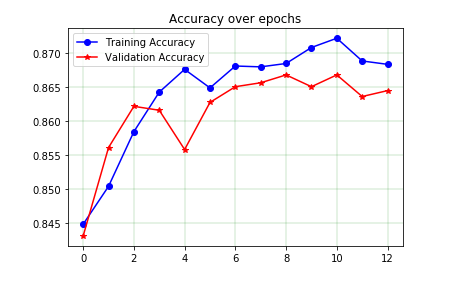 Accuracy over epochs
Training Accuracy
Validation Accuracy
0.870
0.865
0.860
0.855
0.850
0.845
0 2 4 6 8 10 12